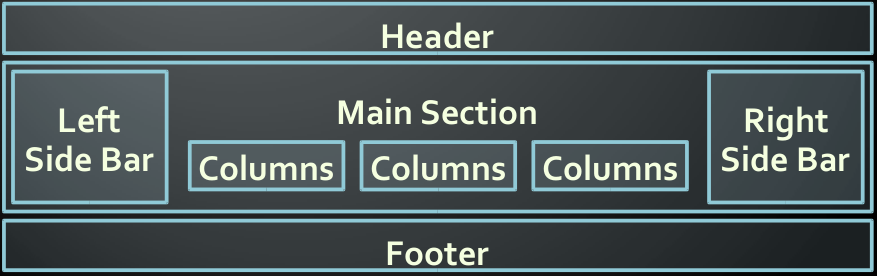 Header
Left
Side Bar
Main Section
Columns
Columns
Columns
Right
Side Bar
Footer